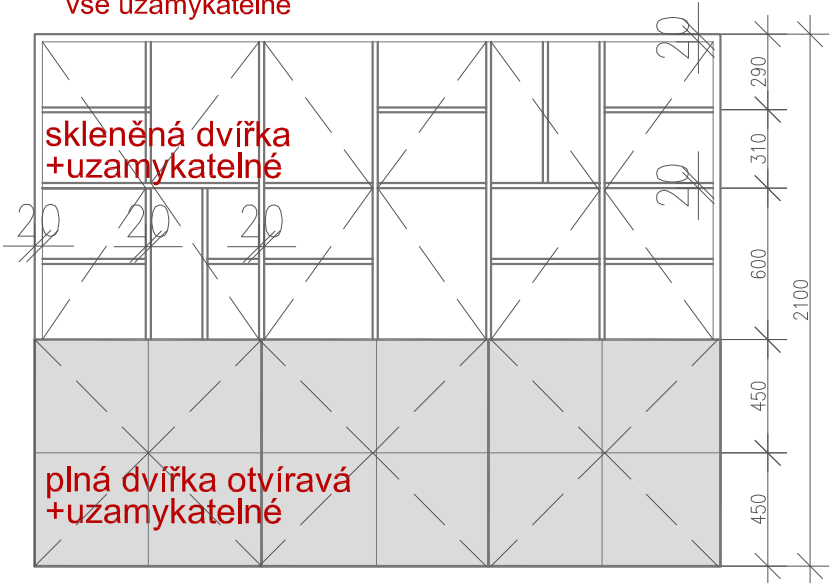 vše uzamykatelné
20
290
skleněná dvířka
+uzamykatelné
310
20
20
20
20
600
2100
450
plná dvířka otvíravá
+uzamykatelné
450